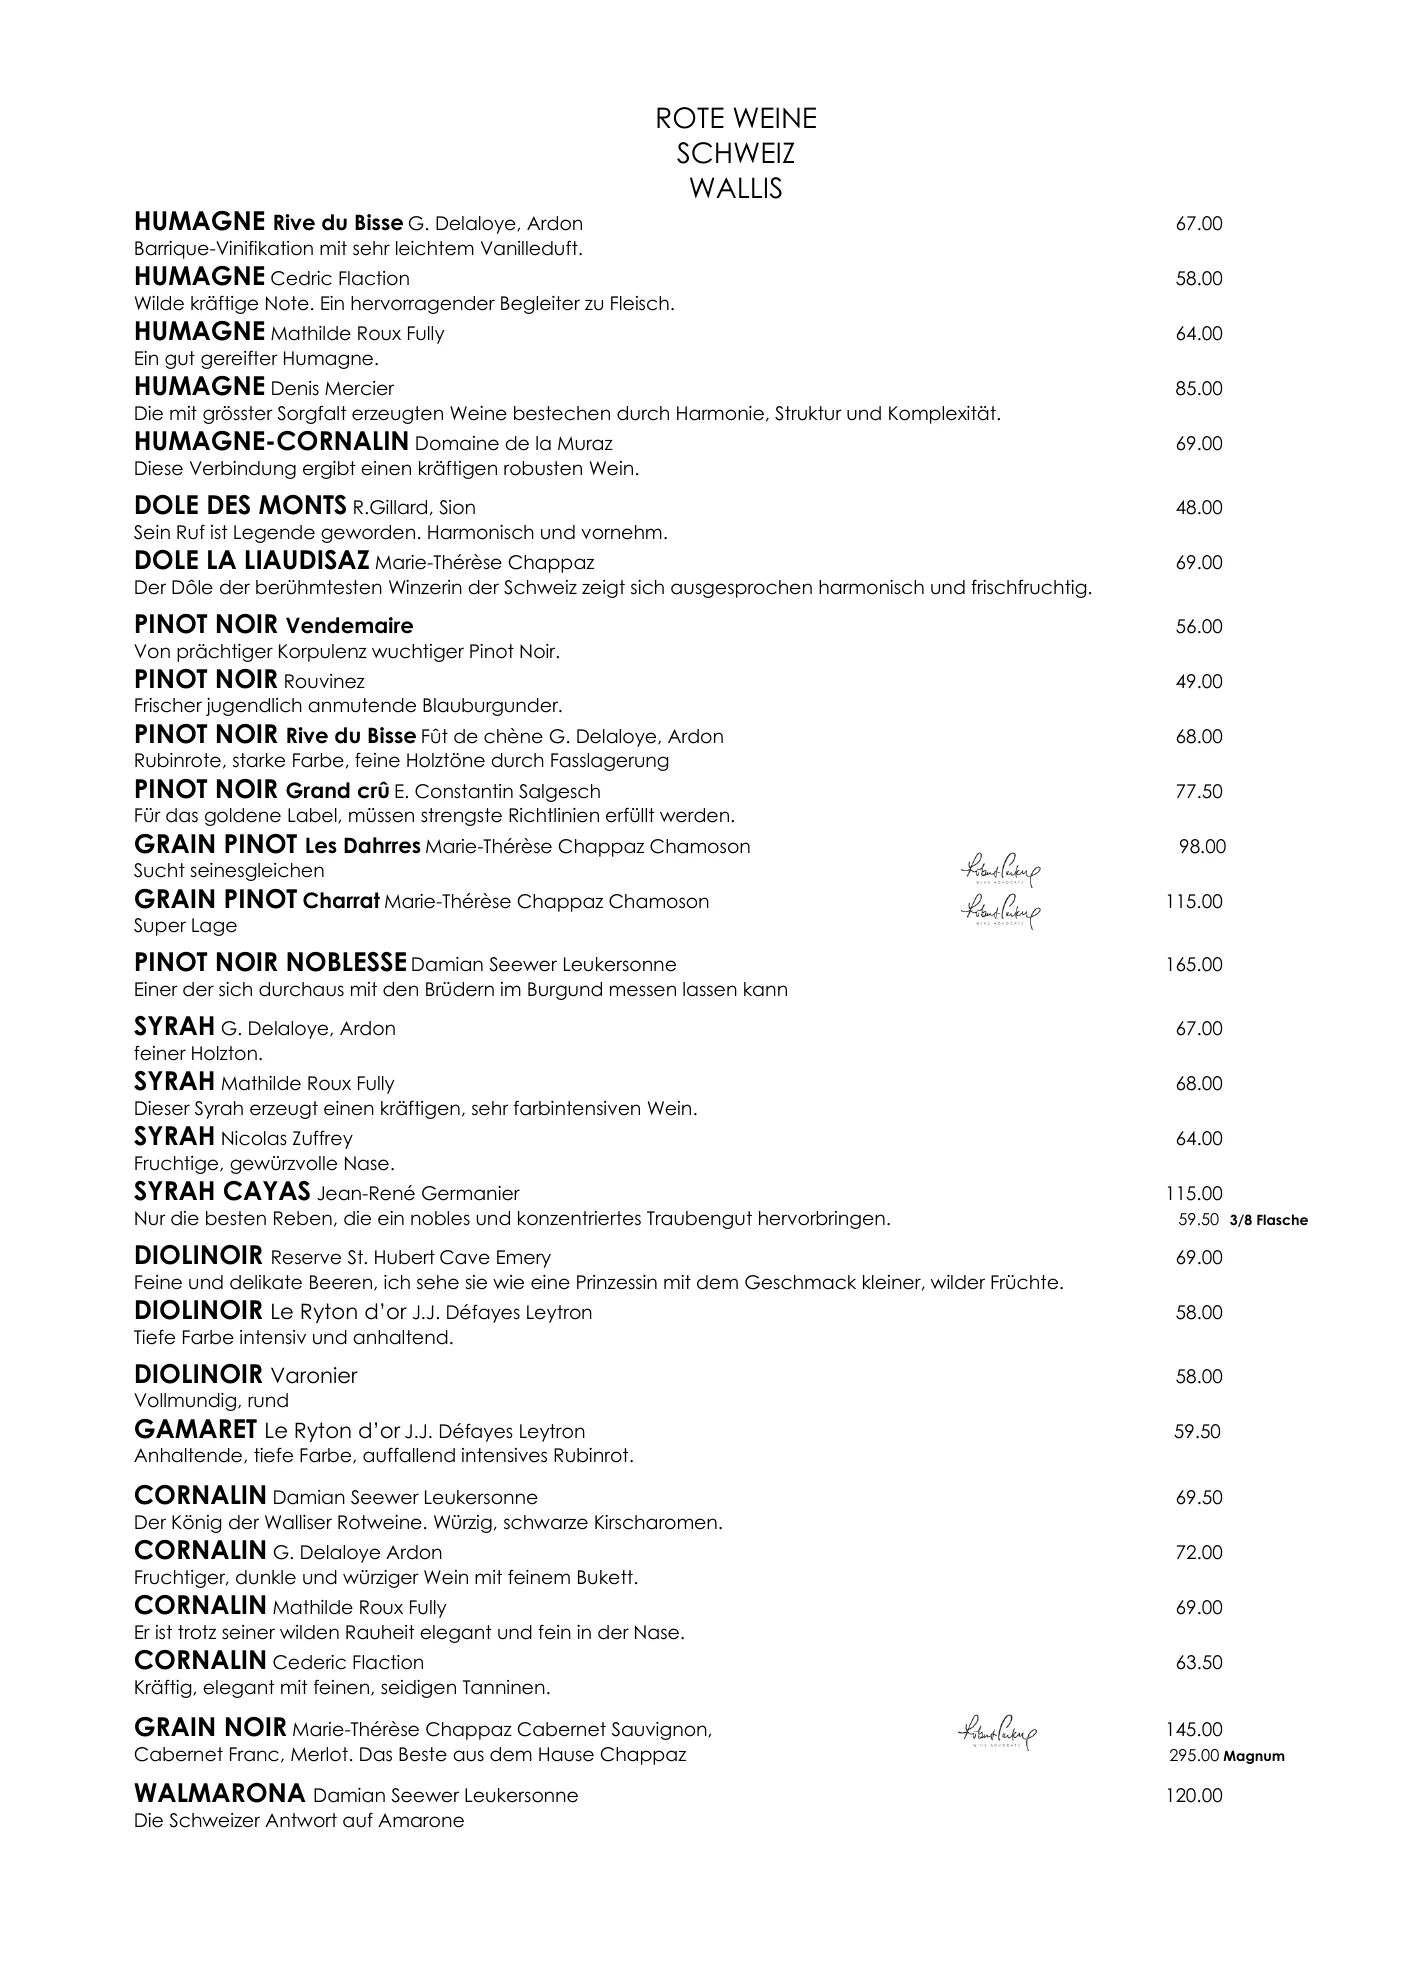 ROTE WEINE
SCHWEIZ
WALLIS
HUMAGNE Rive du Bisse G. Delaloye, Ardon 67.00
Barrique-Vinifikation mit sehr leichtem Vanilleduft.
HUMAGNE Cedric Flaction 58.00
Wilde kräftige Note. Ein hervorragender Begleiter zu Fleisch.
HUMAGNE Mathilde Roux Fully 64.00
Ein gut gereifter Humagne.
HUMAGNE Denis Mercier 85.00
Die mit grösster Sorgfalt erzeugten Weine bestechen durch Harmonie, Struktur und Komplexität.
HUMAGNE-CORNALIN Domaine de la Muraz 69.00
Diese Verbindung ergibt einen kräftigen robusten Wein.
DOLE DES MONTS R.Gillard, Sion 48.00
Sein Ruf ist Legende geworden. Harmonisch und vornehm.
DOLE LA LIAUDISAZ Marie-Thérèse Chappaz 69.00
Der Dôle der berühmtesten Winzerin der Schweiz zeigt sich ausgesprochen harmonisch und frischfruchtig.
PINOT NOIR Vendemaire 56.00
Von prächtiger Korpulenz wuchtiger Pinot Noir.
PINOT NOIR Rouvinez 49.00
Frischer jugendlich anmutende Blauburgunder.
PINOT NOIR Rive du Bisse Fût de chène G. Delaloye, Ardon 68.00
Rubinrote, starke Farbe, feine Holztöne durch Fasslagerung
PINOT NOIR Grand crû E. Constantin Salgesch 77.50
Für das goldene Label, müssen strengste Richtlinien erfüllt werden.
GRAIN PINOT Les Dahrres Marie-Thérèse Chappaz Chamoson 98.00
Sucht seinesgleichen Robert Parker WINE ADVOCATE
GRAIN PINOT Charrat Marie-Thérèse Chappaz Chamoson Robert Parker WINE ADVOCATE 115.00
Super Lage
PINOT NOIR NOBLESSE Damian Seewer Leukersonne 165.00
Einer der sich durchaus mit den Brüdern im Burgund messen lassen kann
SYRAH G. Delaloye, Ardon 67.00
feiner Holzton.
SYRAH Mathilde Roux Fully 68.00
Dieser Syrah erzeugt einen kräftigen, sehr farbintensiven Wein.
SYRAH Nicolas Zuffrey 64.00
Fruchtige, gewürzvolle Nase.
SYRAH CAYAS Jean-René Germanier 115.00
Nur die besten Reben, die ein nobles und konzentriertes Traubengut hervorbringen. 59.50 3/8 Flasche
DIOLINOIR Reserve St. Hubert Cave Emery 69.00
Feine und delikate Beeren, ich sehe sie wie eine Prinzessin mit dem Geschmack kleiner, wilder Früchte.
DIOLINOIR Le Ryton d’or J.J. Défayes Leytron 58.00
Tiefe Farbe intensiv und anhaltend.
DIOLINOIR Varonier 58.00
Vollmundig, rund
GAMARET Le Ryton d’or J.J. Défayes Leytron 59.50
Anhaltende, tiefe Farbe, auffallend intensives Rubinrot.
CORNALIN Damian Seewer Leukersonne 69.50
Der König der Walliser Rotweine. Würzig, schwarze Kirscharomen.
CORNALIN G. Delaloye Ardon 72.00
Fruchtiger, dunkle und würziger Wein mit feinem Bukett.
CORNALIN Mathilde Roux Fully 69.00
Er ist trotz seiner wilden Rauheit elegant und fein in der Nase.
CORNALIN Cederic Flaction 63.50
Kräftig, elegant mit feinen, seidigen Tanninen.
GRAIN NOIR Marie-Thérèse Chappaz Cabernet Sauvignon, Robert Parker WINE ADVOCATE 145.00
Cabernet Franc, Merlot. Das Beste aus dem Hause Chappaz 295.00 Magnum
WALMARONA Damian Seewer Leukersonne 120.00
Die Schweizer Antwort auf Amarone